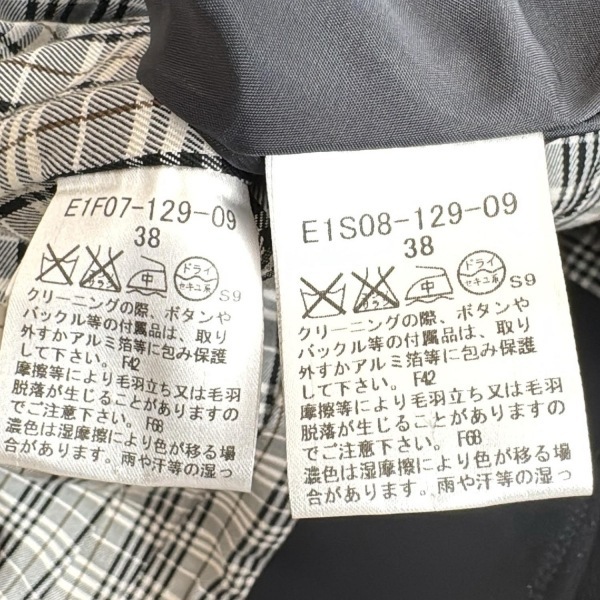 E1F07-129-09
38
中
ドライ
セキユ系
S9
クリーニングの際、ボタンや
バックル等の付属品は、取り
外すかアルミ箔等に包み保護
して下さい。 F42
摩擦等により毛羽立ち又は毛羽
脱落が生じることがありますの
でご注意下さい。 F68
濃色は湿摩擦により色が移る場
合があります。雨や汗等の湿っ
E1S08-129-09
38
中
ドライ
セキユ系
S9
クリーニングの際、ボタンや
バックル等の付属品は、取り
外すかアルミ箔等に包み保護
して下さい。 F42
摩擦等により毛羽立ち又は毛羽
脱落が生じることがありますの
でご注意下さい。 F68
濃色は湿摩擦により色が移る場
合があります。雨や汗等の湿っ